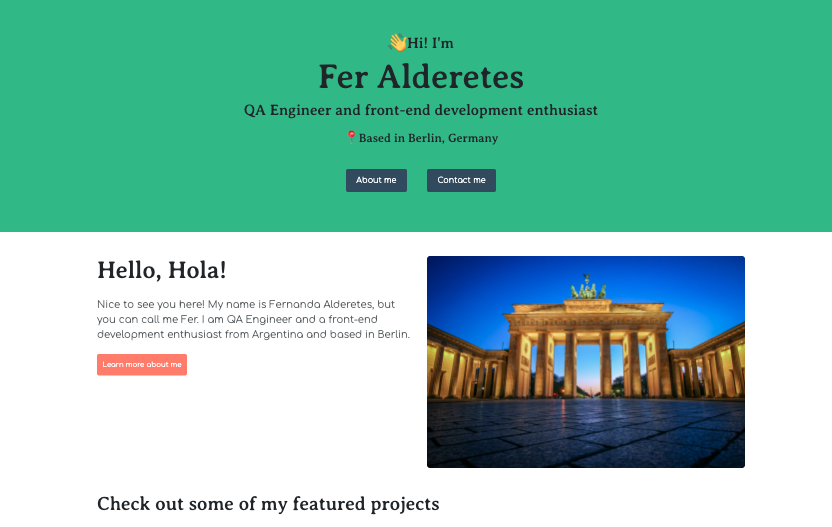 👋Hi! I'm
Fer Alderetes
QA Engineer and front-end development enthusiast
📍Based in Berlin, Germany
About me
Contact me
Hello, Hola!
Nice to see you here! My name is Fernanda Alderetes, but
you can call me Fer. I am QA Engineer and a front-end
development enthusiast from Argentina and based in Berlin.
Learn more about me
Check out some of my featured projects